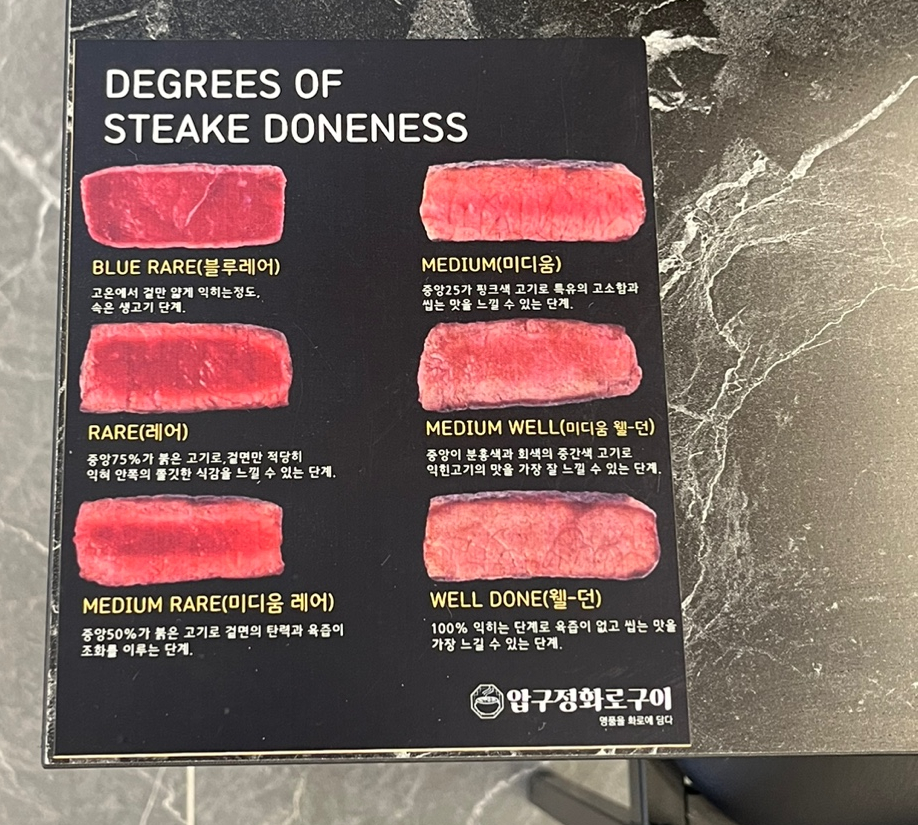 DEGREES OF
STEAKE DONENESS
BLUE RARE(블루레어)
고온에서 겉만 얇게 익히는정도,
속은 생고기 단계.
RARE(레어)
중앙75%가 붉은 고기로,겉면만 적당히
익혀 안쪽의 쫄깃한 식감을 느낄 수 있는 단계.
MEDIUM RARE(미디움 레어)
중앙50%가 붉은 고기로 겉면의 탄력과 육즙이
조화를 이루는 단계.
MEDIUM(미디움)
중앙25가 핑크색 고기로 특유의 고소함과
씹는 맛을 느낄 수 있는 단계.
MEDIUM WELL(미디움 웰-던)
중앙이 분홍색과 회색의 중간색 고기로
익힌고기의 맛을 가장 잘 느낄 수 있는 단계.
WELL DONE(웰-던)
100% 익히는 단계로 육즙이 없고 씹는 맛을
가장 느길 수 있는 단계.
압구정화로구이
명품을 화로에 담다